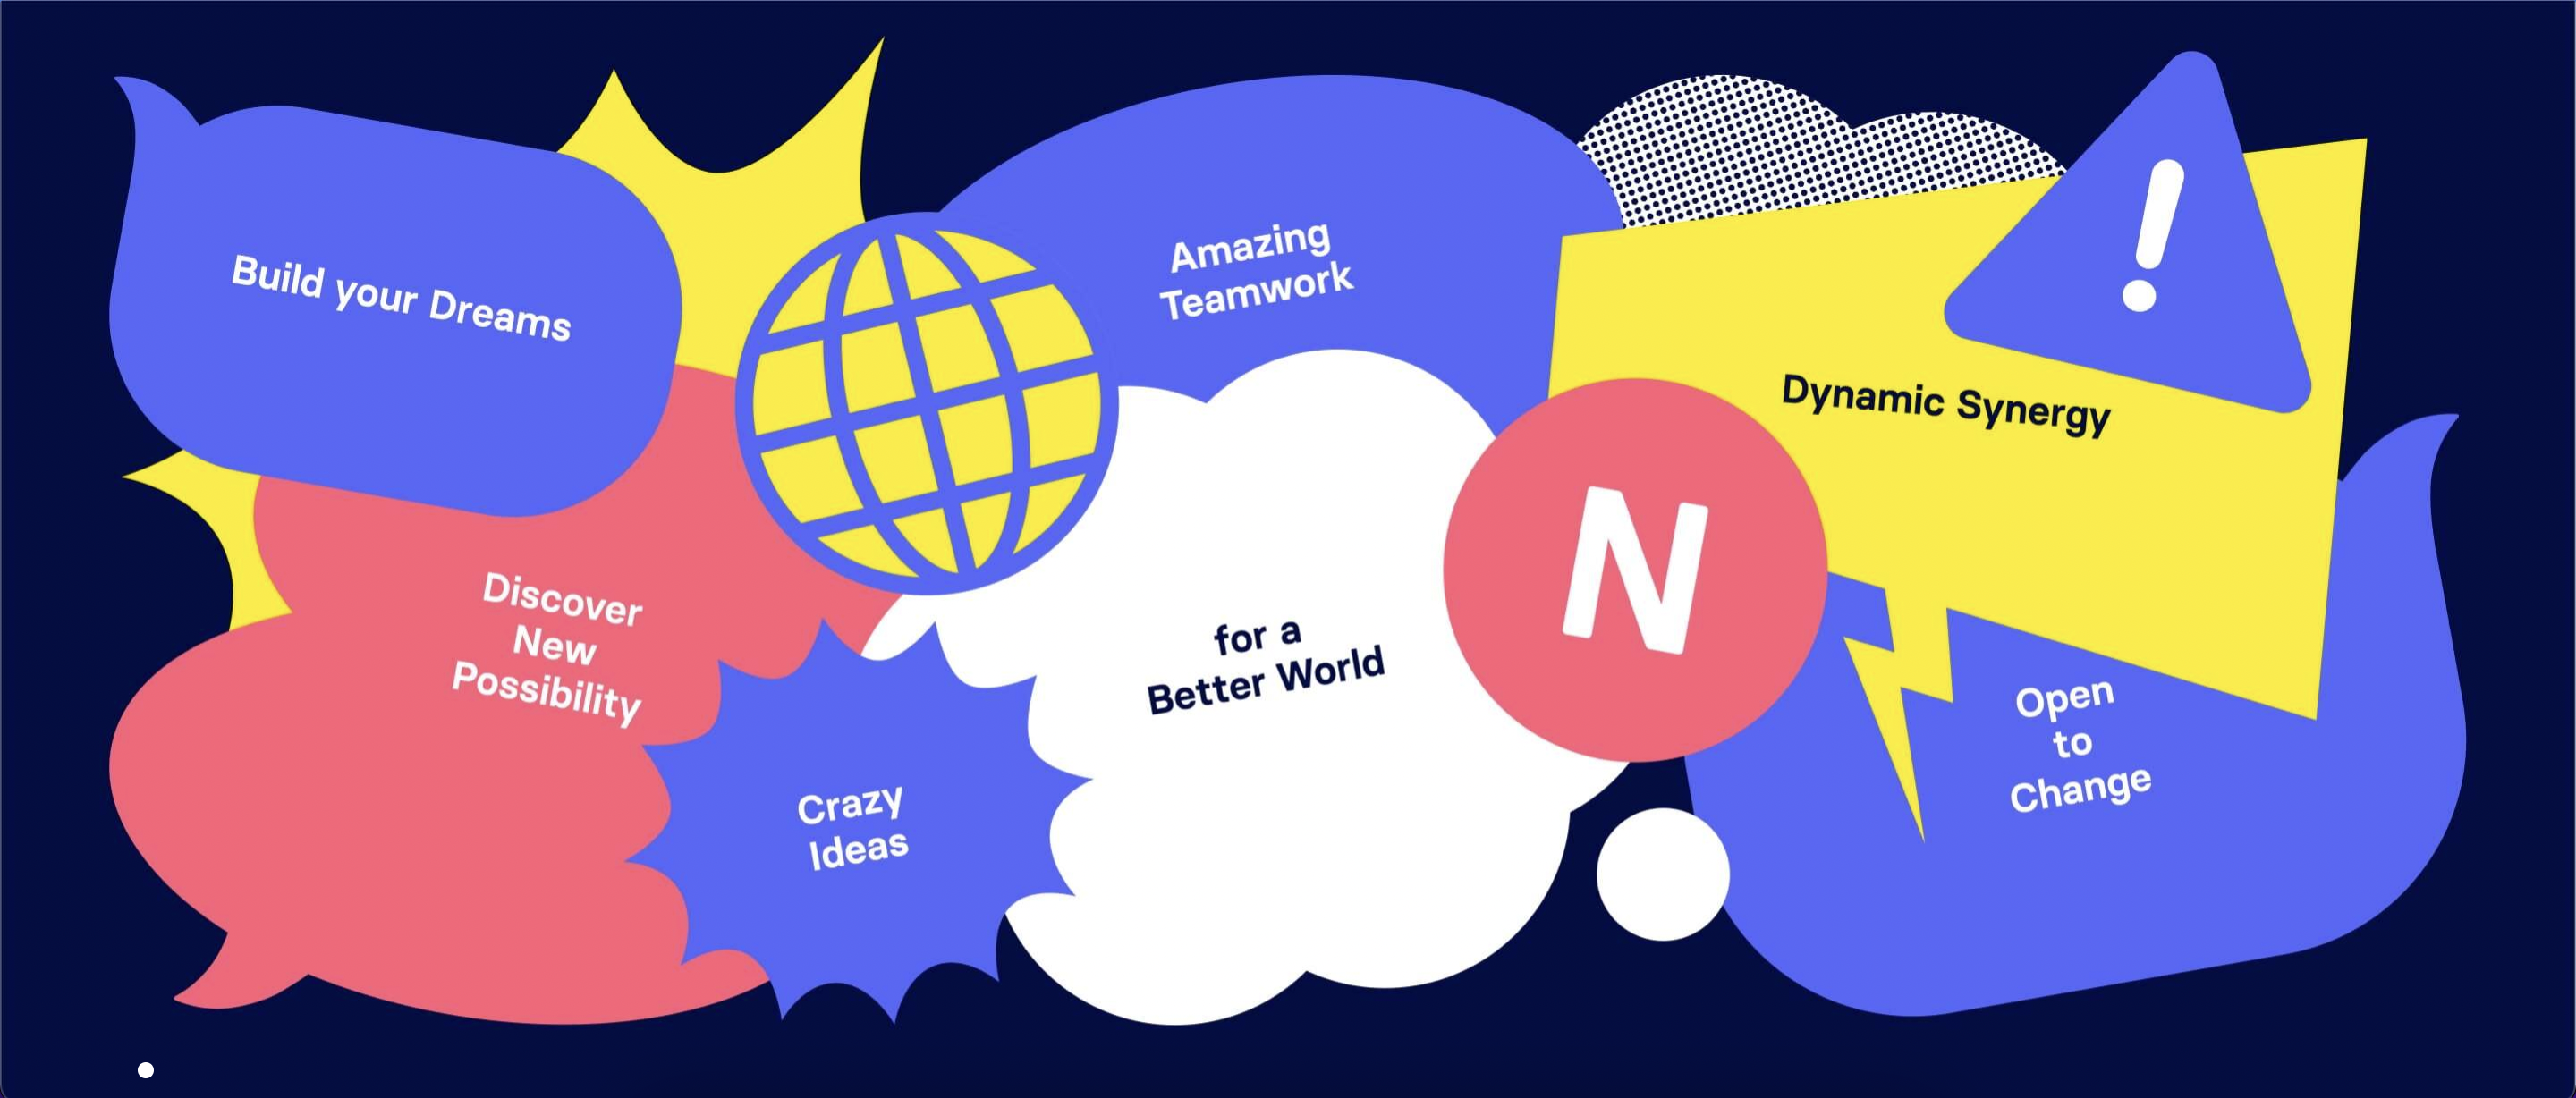 Build your Dreams
Amazing
Teamwork
!
Dynamic Synergy
N
Discover
New
Possibility
for a
Better World
Open
to
Change
Crazy
Ideas